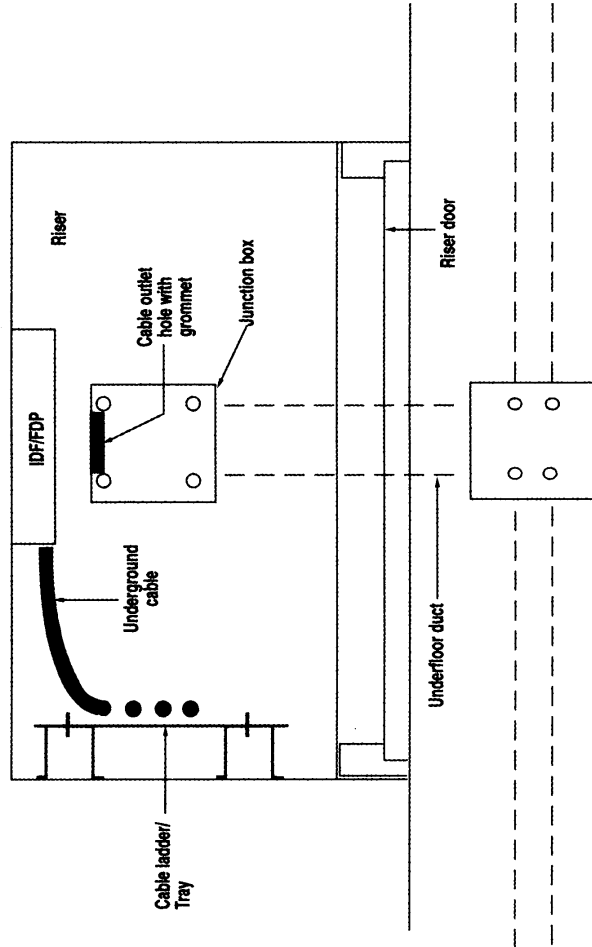 Riser
IDF/FDP
Cable outlet
hole with
grommet
Junction box
Underground
cable
Riser door
Underfloor duct
Cable ladder/
Tray